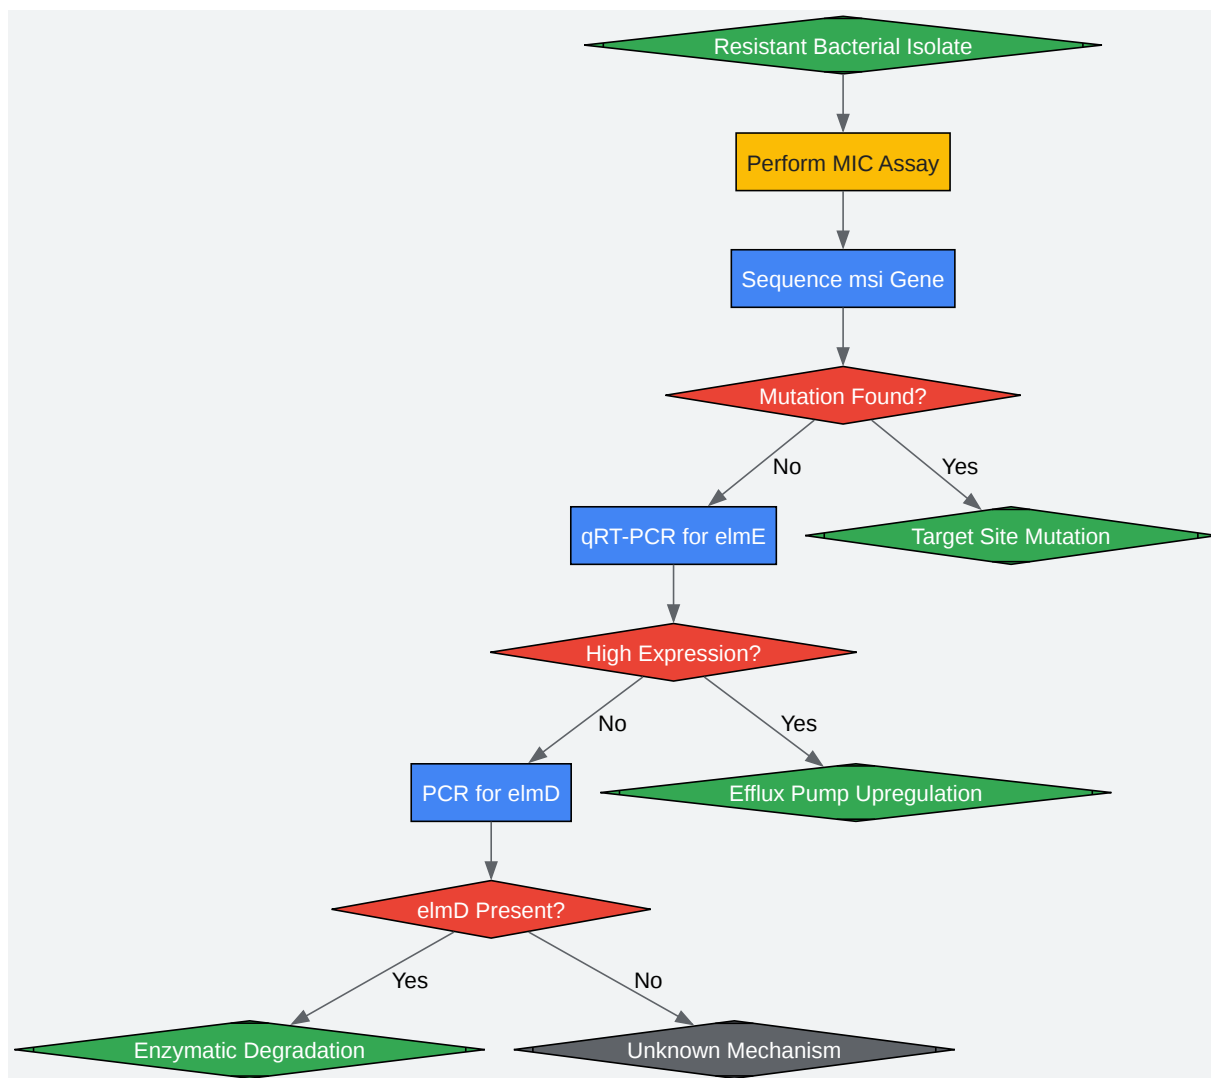 Resistant Bacterial Isolate
Perform MIC Assay
Sequence msi Gene
Mutation Found?
No
Yes
qRT-PCR for elmE
Target Site Mutation
High Expression?
No
Yes
PCR for elmD
Efflux Pump Upregulation
elmD Present?
Yes
No
Enzymatic Degradation
Unknown Mechanism